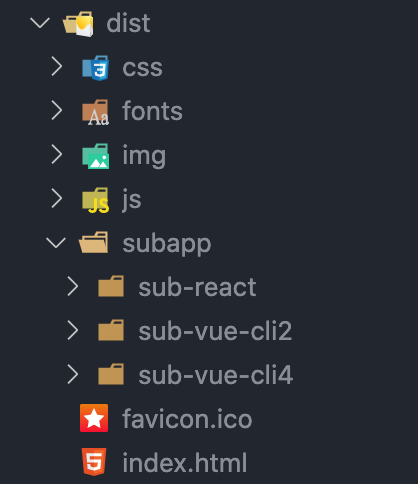 dist
css
fonts
img
js
subapp
sub-react
sub-vue-cli2
sub-vue-cli4
favicon.ico
index.html